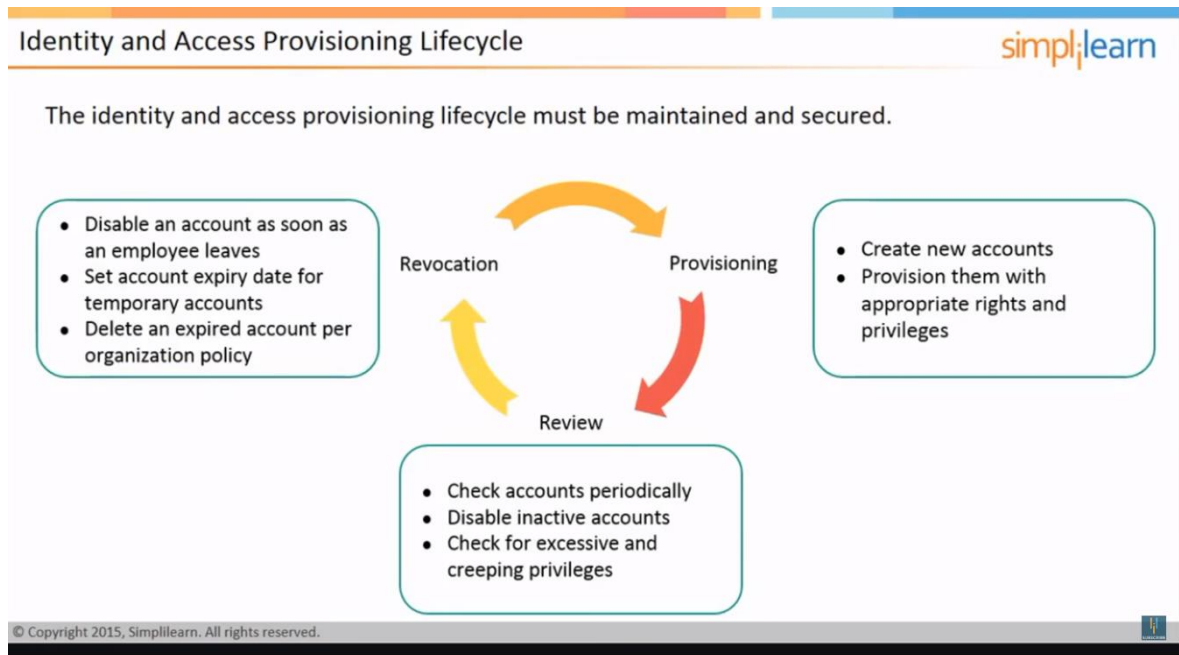 Identity and Access Provisioning Lifecycle
simplilearn
The identity and access provisioning lifecycle must be maintained and secured.
● Disable an account as soon as
an employee leaves
● Set account expiry date for
temporary accounts
● Delete an expired account per
organization policy
Revocation
Provisioning
● Create new accounts
● Provision them with
appropriate rights and
privileges
Review
● Check accounts periodically
● Disable inactive accounts
● Check for excessive and
creeping privileges
© Copyright 2015, Simplilearn. All rights reserved.